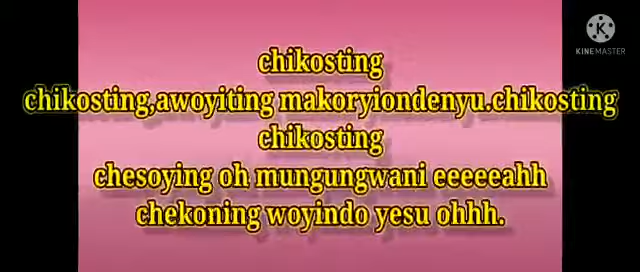 KINEMASTER
chikosting
chikosting,awoyiting makoryiondenyu.chikosting
chikosting
chesoying oh mungungwani eeeeeahh
chekoning woyindo yesu ohhh.